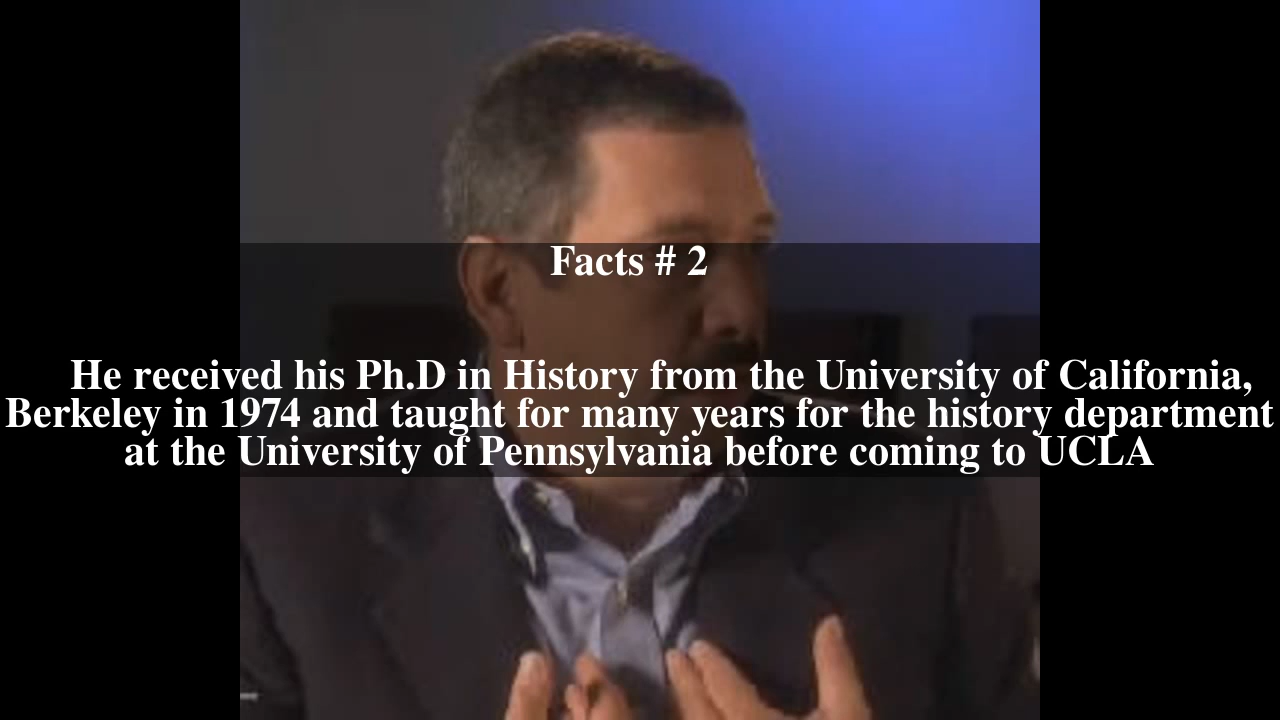 Facts # 2
He received his Ph.D in History from the University of California,
Berkeley in 1974 and taught for many years for the history department
at the University of Pennsylvania before coming to UCLA